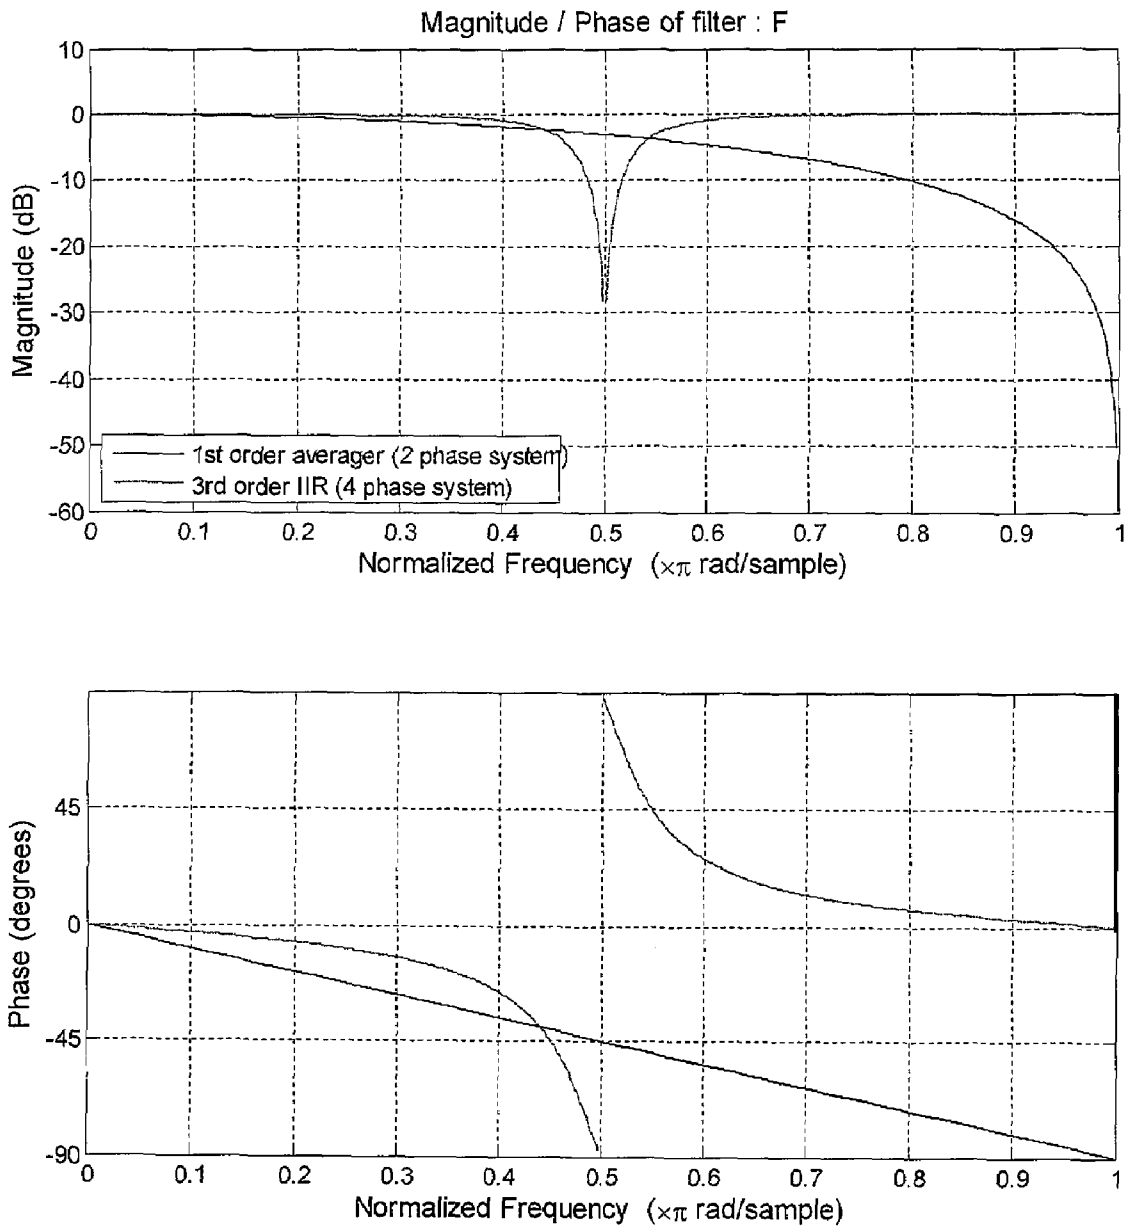 Magnitude / Phase of filter : F
10
0
-10
-20
-30
-40
-50
-60
Magnitude (dB)
1st order averager (2 phase system)
3rd order IIR (4 phase system)
0 0.1 0.2 0.3 0.4 0.5 0.6 0.7 0.8 0.9 1
Normalized Frequency (×π rad/sample)
45
0
-45
-90
Phase (degrees)
0 0.1 0.2 0.3 0.4 0.5 0.6 0.7 0.8 0.9 1
Normalized Frequency (×π rad/sample)